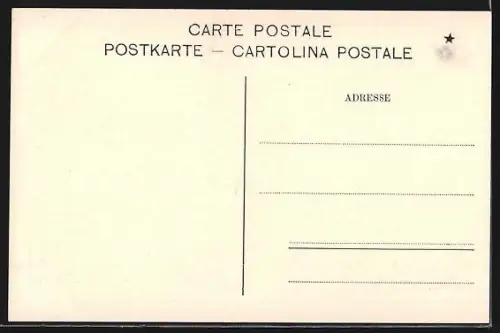 CARTE POSTALE
POSTKARTE — CARTOLINA POSTALE
ADRESSE